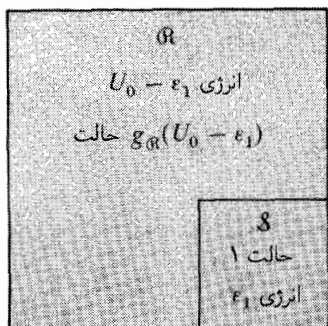 ℛ
انرژی U₀ − ε₁
حالت g_ℛ(U₀ − ε₁)
𝒮
حالت ۱
انرژی ε₁